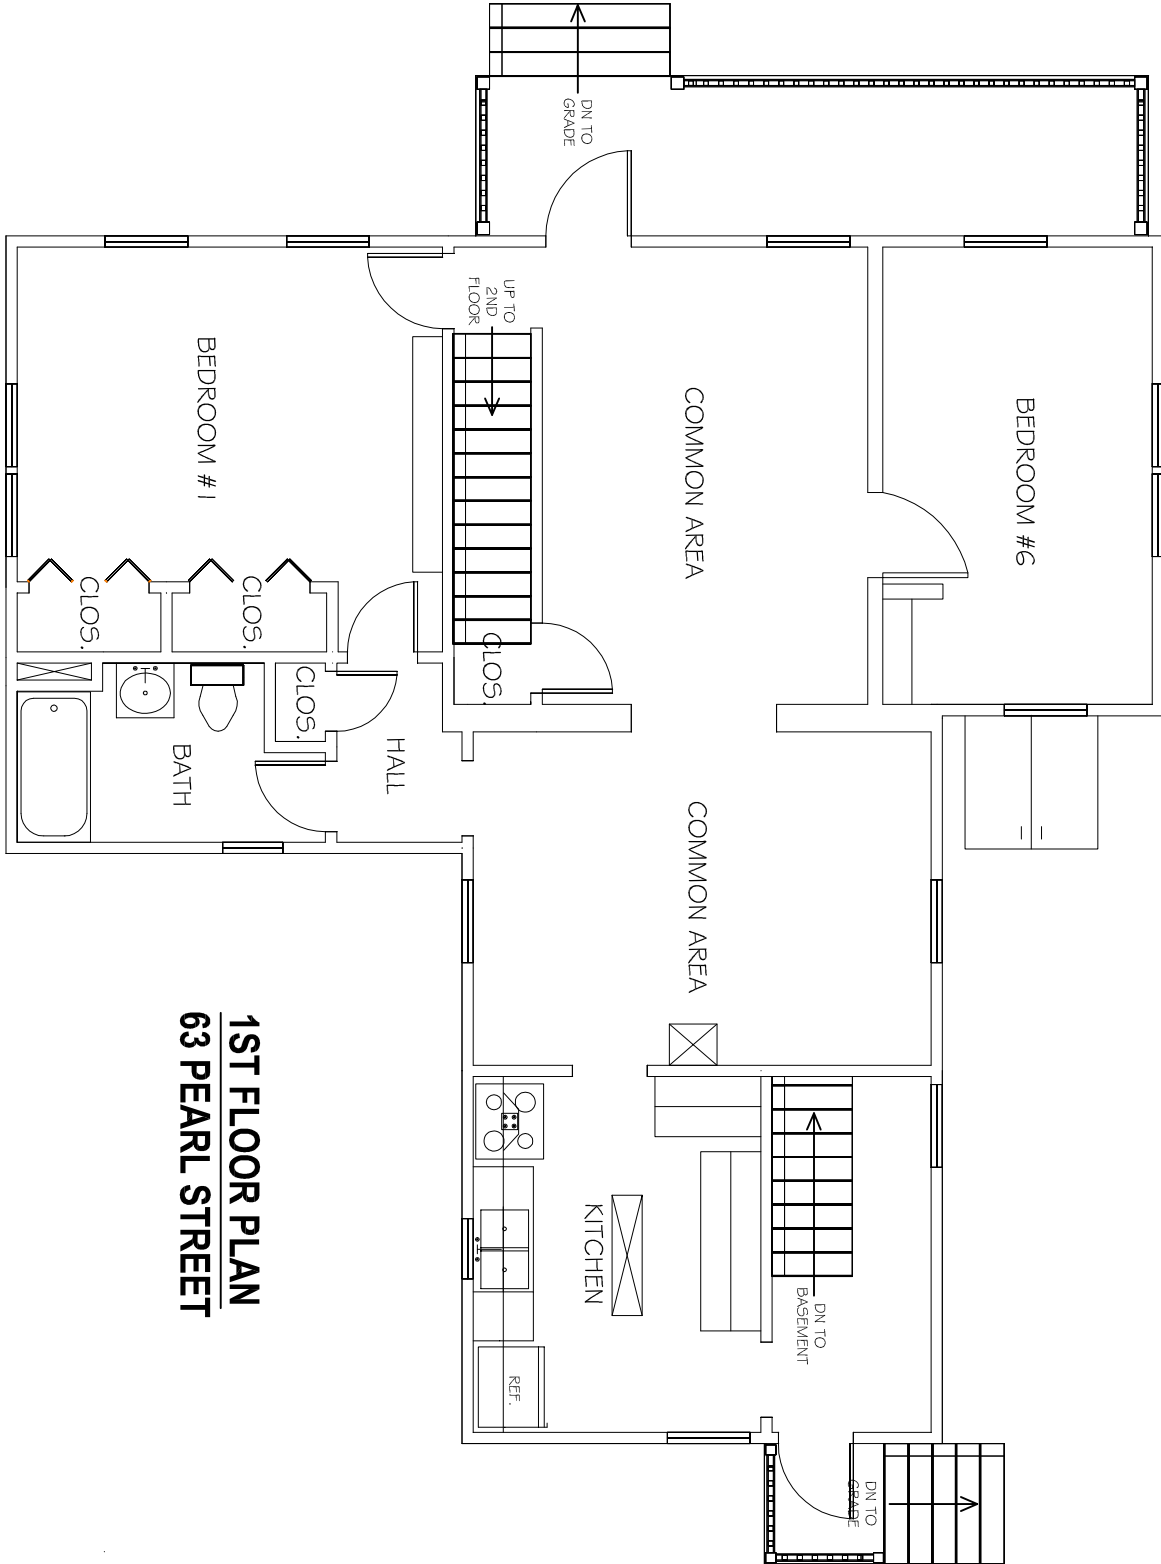 DN TO
GRADE
UP TO
2ND
FLOOR
BEDROOM #1
COMMON AREA
BEDROOM #6
CLOS.
CLOS.
CLOS.
CLOS.
HALL
BATH
COMMON AREA
KITCHEN
DN TO
BASEMENT
REF.
DN TO
GRADE
1ST FLOOR PLAN
63 PEARL STREET